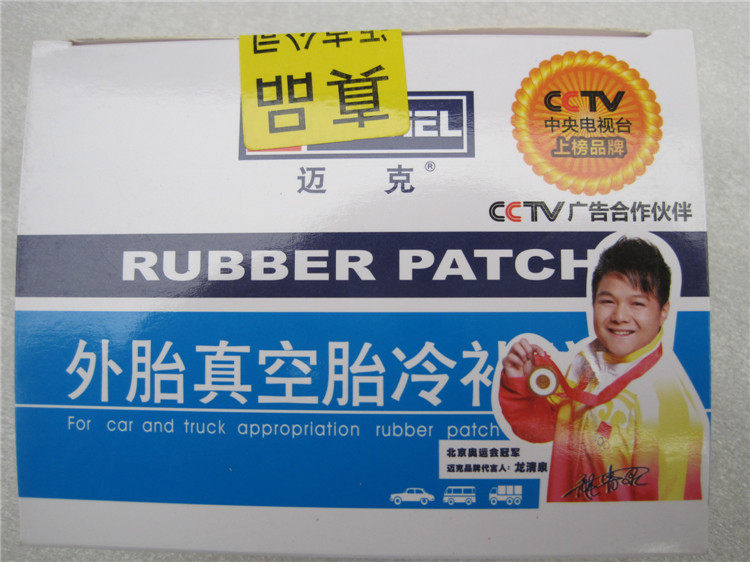 真品
CCTV
中央电视台
上榜品牌
迈克®
CCTV 广告合作伙伴
RUBBER PATCH
外胎真空胎冷补
For car and truck appropriation rubber patch
北京奥运会冠军
迈克品牌代言人：龙清泉